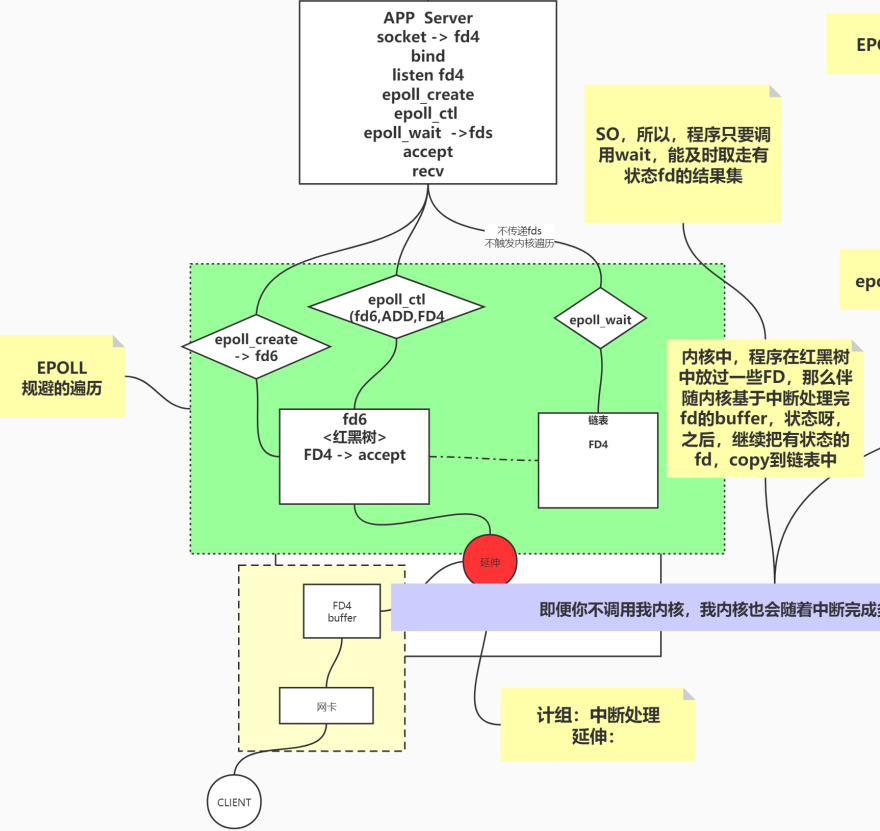 APP  Server
socket -> fd4
bind
listen fd4
epoll_create
epoll_ctl
epoll_wait  ->fds
accept
recv
EPO
SO，所以，程序只要调
用wait，能及时取走有
状态fd的结果集
不传递fds
不触发内核遍历
epoll_ctl
(fd6,ADD,FD4
epoll_create
-> fd6
epoll_wait
epo
EPOLL
规避的遍历
内核中，程序在红黑树
中放过一些FD，那么伴
随内核基于中断处理完
fd的buffer，状态呀，
之后，继续把有状态的
fd，copy到链表中
fd6
<红黑树>
FD4 -> accept
链表
FD4
延伸
FD4
buffer
即便你不调用我内核，我内核也会随着中断完成
网卡
计组：中断处理
延伸：
CLIENT